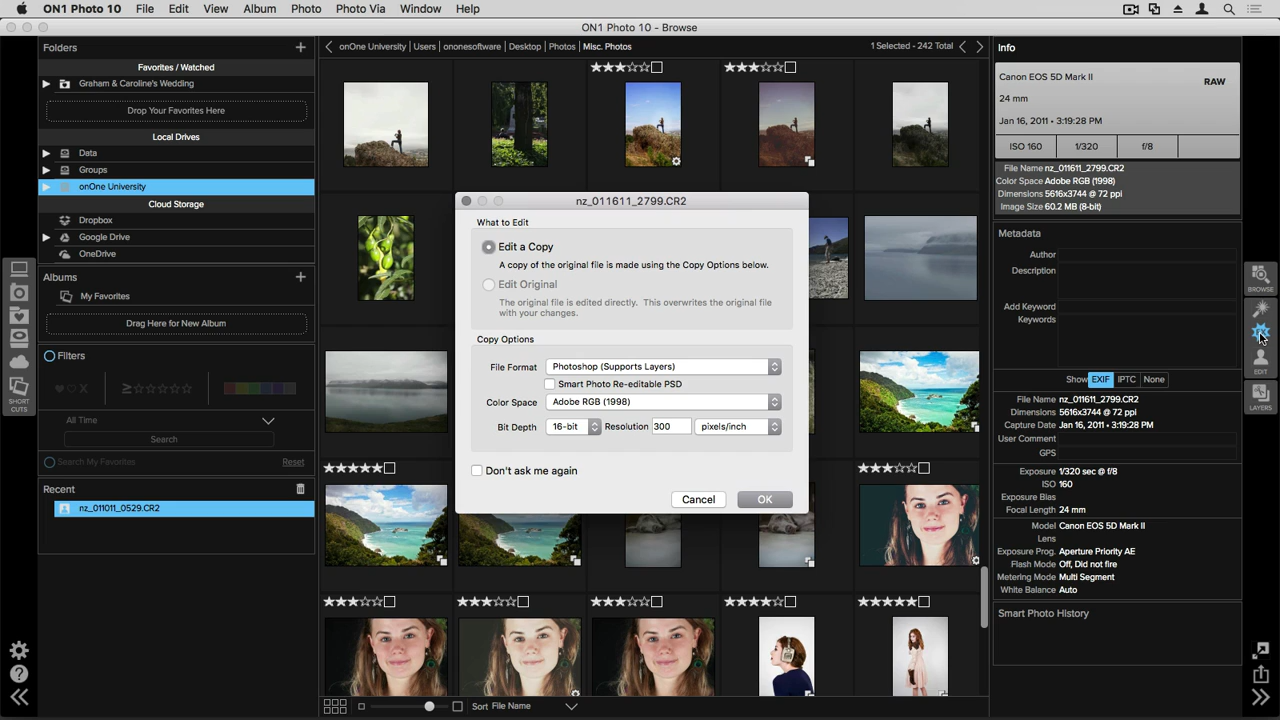 ON1 Photo 10 File Edit View Album Photo Photo Via Window Help
ON1 Photo 10 - Browse
Folders
Favorites / Watched
Graham & Caroline's Wedding
Drop Your Favorites Here
Local Drives
Data
Groups
onOne University
Cloud Storage
Dropbox
Google Drive
OneDrive
Albums
My Favorites
Drag Here for New Album
Filters
All Time
Search
Search My Favorites Reset
Recent
nz_011011_0529.CR2
SHORT
CUTS
onOne University Users ononesoftware Desktop Photos Misc. Photos 1 Selected - 242 Total
nz_011611_2799.CR2
What to Edit
Edit a Copy
A copy of the original file is made using the Copy Options below.
Edit Original
The original file is edited directly. This overwrites the original file
with your changes.
Copy Options
File Format Photoshop (Supports Layers)
Smart Photo Re-editable PSD
Color Space Adobe RGB (1998)
Bit Depth 16-bit Resolution 300 pixels/inch
Don't ask me again
Cancel OK
Sort File Name
Info
Canon EOS 5D Mark II RAW
24 mm
Jan 16, 2011 • 3:19:28 PM
ISO 160 1/320 f/8
File Name nz_011611_2799.CR2
Color Space Adobe RGB (1998)
Dimensions 5616x3744 @ 72 ppi
Image Size 60.2 MB (8-bit)
Metadata
Author
Description
Add Keyword
Keywords
Show EXIF IPTC None
File Name nz_011611_2799.CR2
Dimensions 5616x3744 @ 72 ppi
Capture Date Jan 16, 2011 • 3:19:28 PM
User Comment
GPS
Exposure 1/320 sec @ f/8
ISO 160
Exposure Bias
Focal Length 24 mm
Model Canon EOS 5D Mark II
Lens
Exposure Prog. Aperture Priority AE
Flash Mode Off, Did not fire
Metering Mode Multi Segment
White Balance Auto
Smart Photo History
BROWSE
EDIT
LAYERS